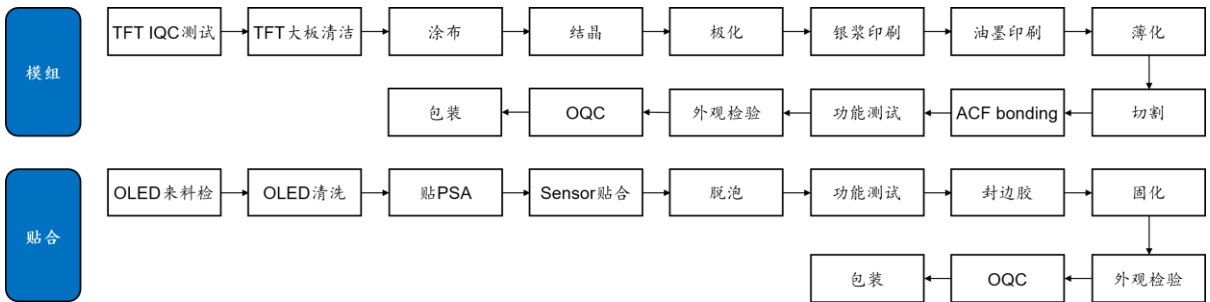 模组
TFT IQC测试
TFT大板清洁
涂布
结晶
极化
银浆印刷
油墨印刷
薄化
切割
ACF bonding
功能测试
外观检验
OQC
包装
贴合
OLED来料检
OLED清洗
贴PSA
Sensor贴合
脱泡
功能测试
封边胶
固化
外观检验
OQC
包装